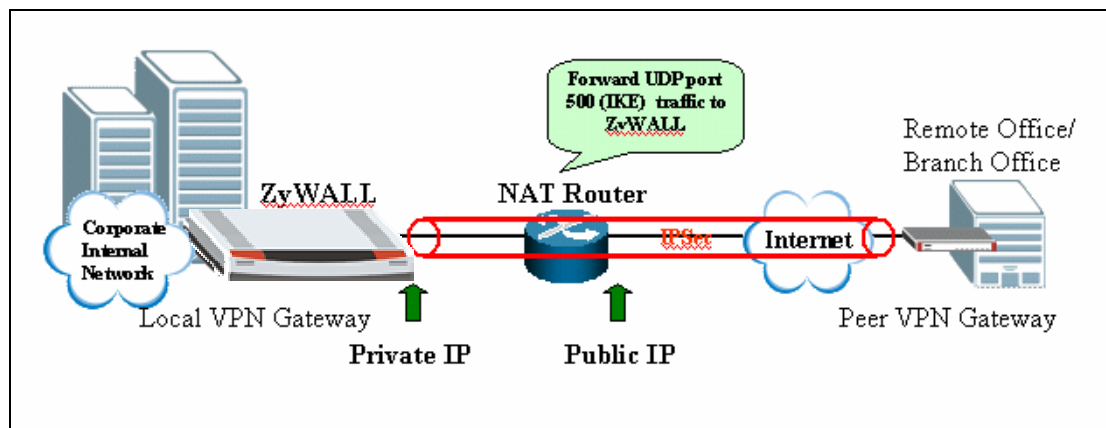 Forward UDP port
500 (IKE) traffic to
ZyWALL
Remote Office/
Branch Office
ZyWALL
NAT Router
Corporate
Internal
Network
IPSec
Internet
Local VPN Gateway
Peer VPN Gateway
Private IP
Public IP